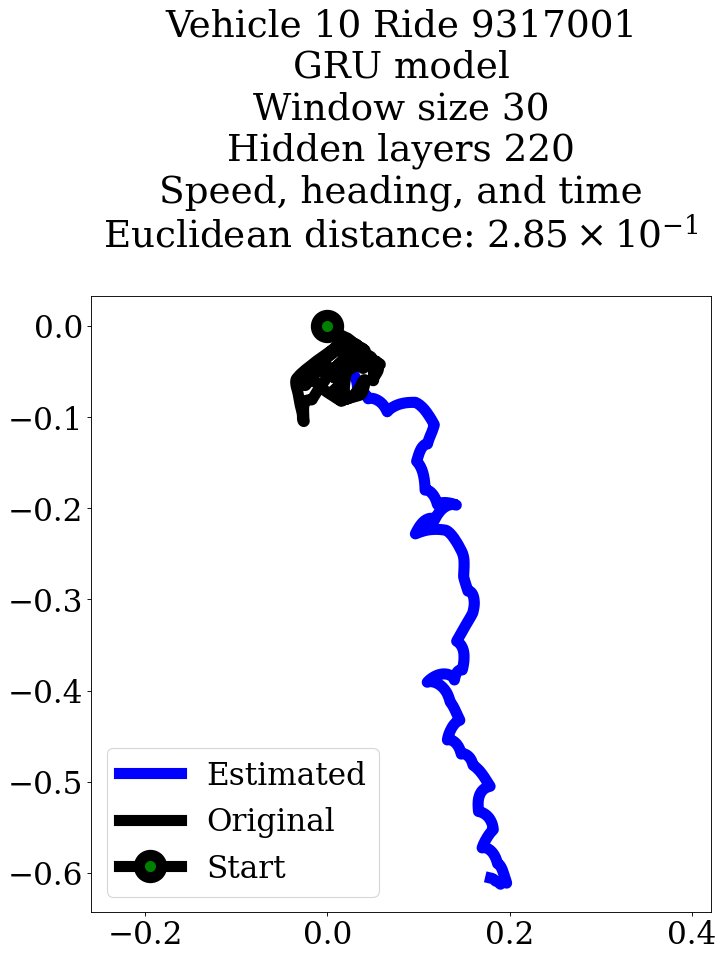 Vehicle 10 Ride 9317001
GRU model
Window size 30
Hidden layers 220
Speed, heading, and time
Euclidean distance: 2.85 × 10⁻¹
0.0
−0.1
−0.2
−0.3
−0.4
−0.5
−0.6
Estimated
Original
Start
−0.2
0.0
0.2
0.4